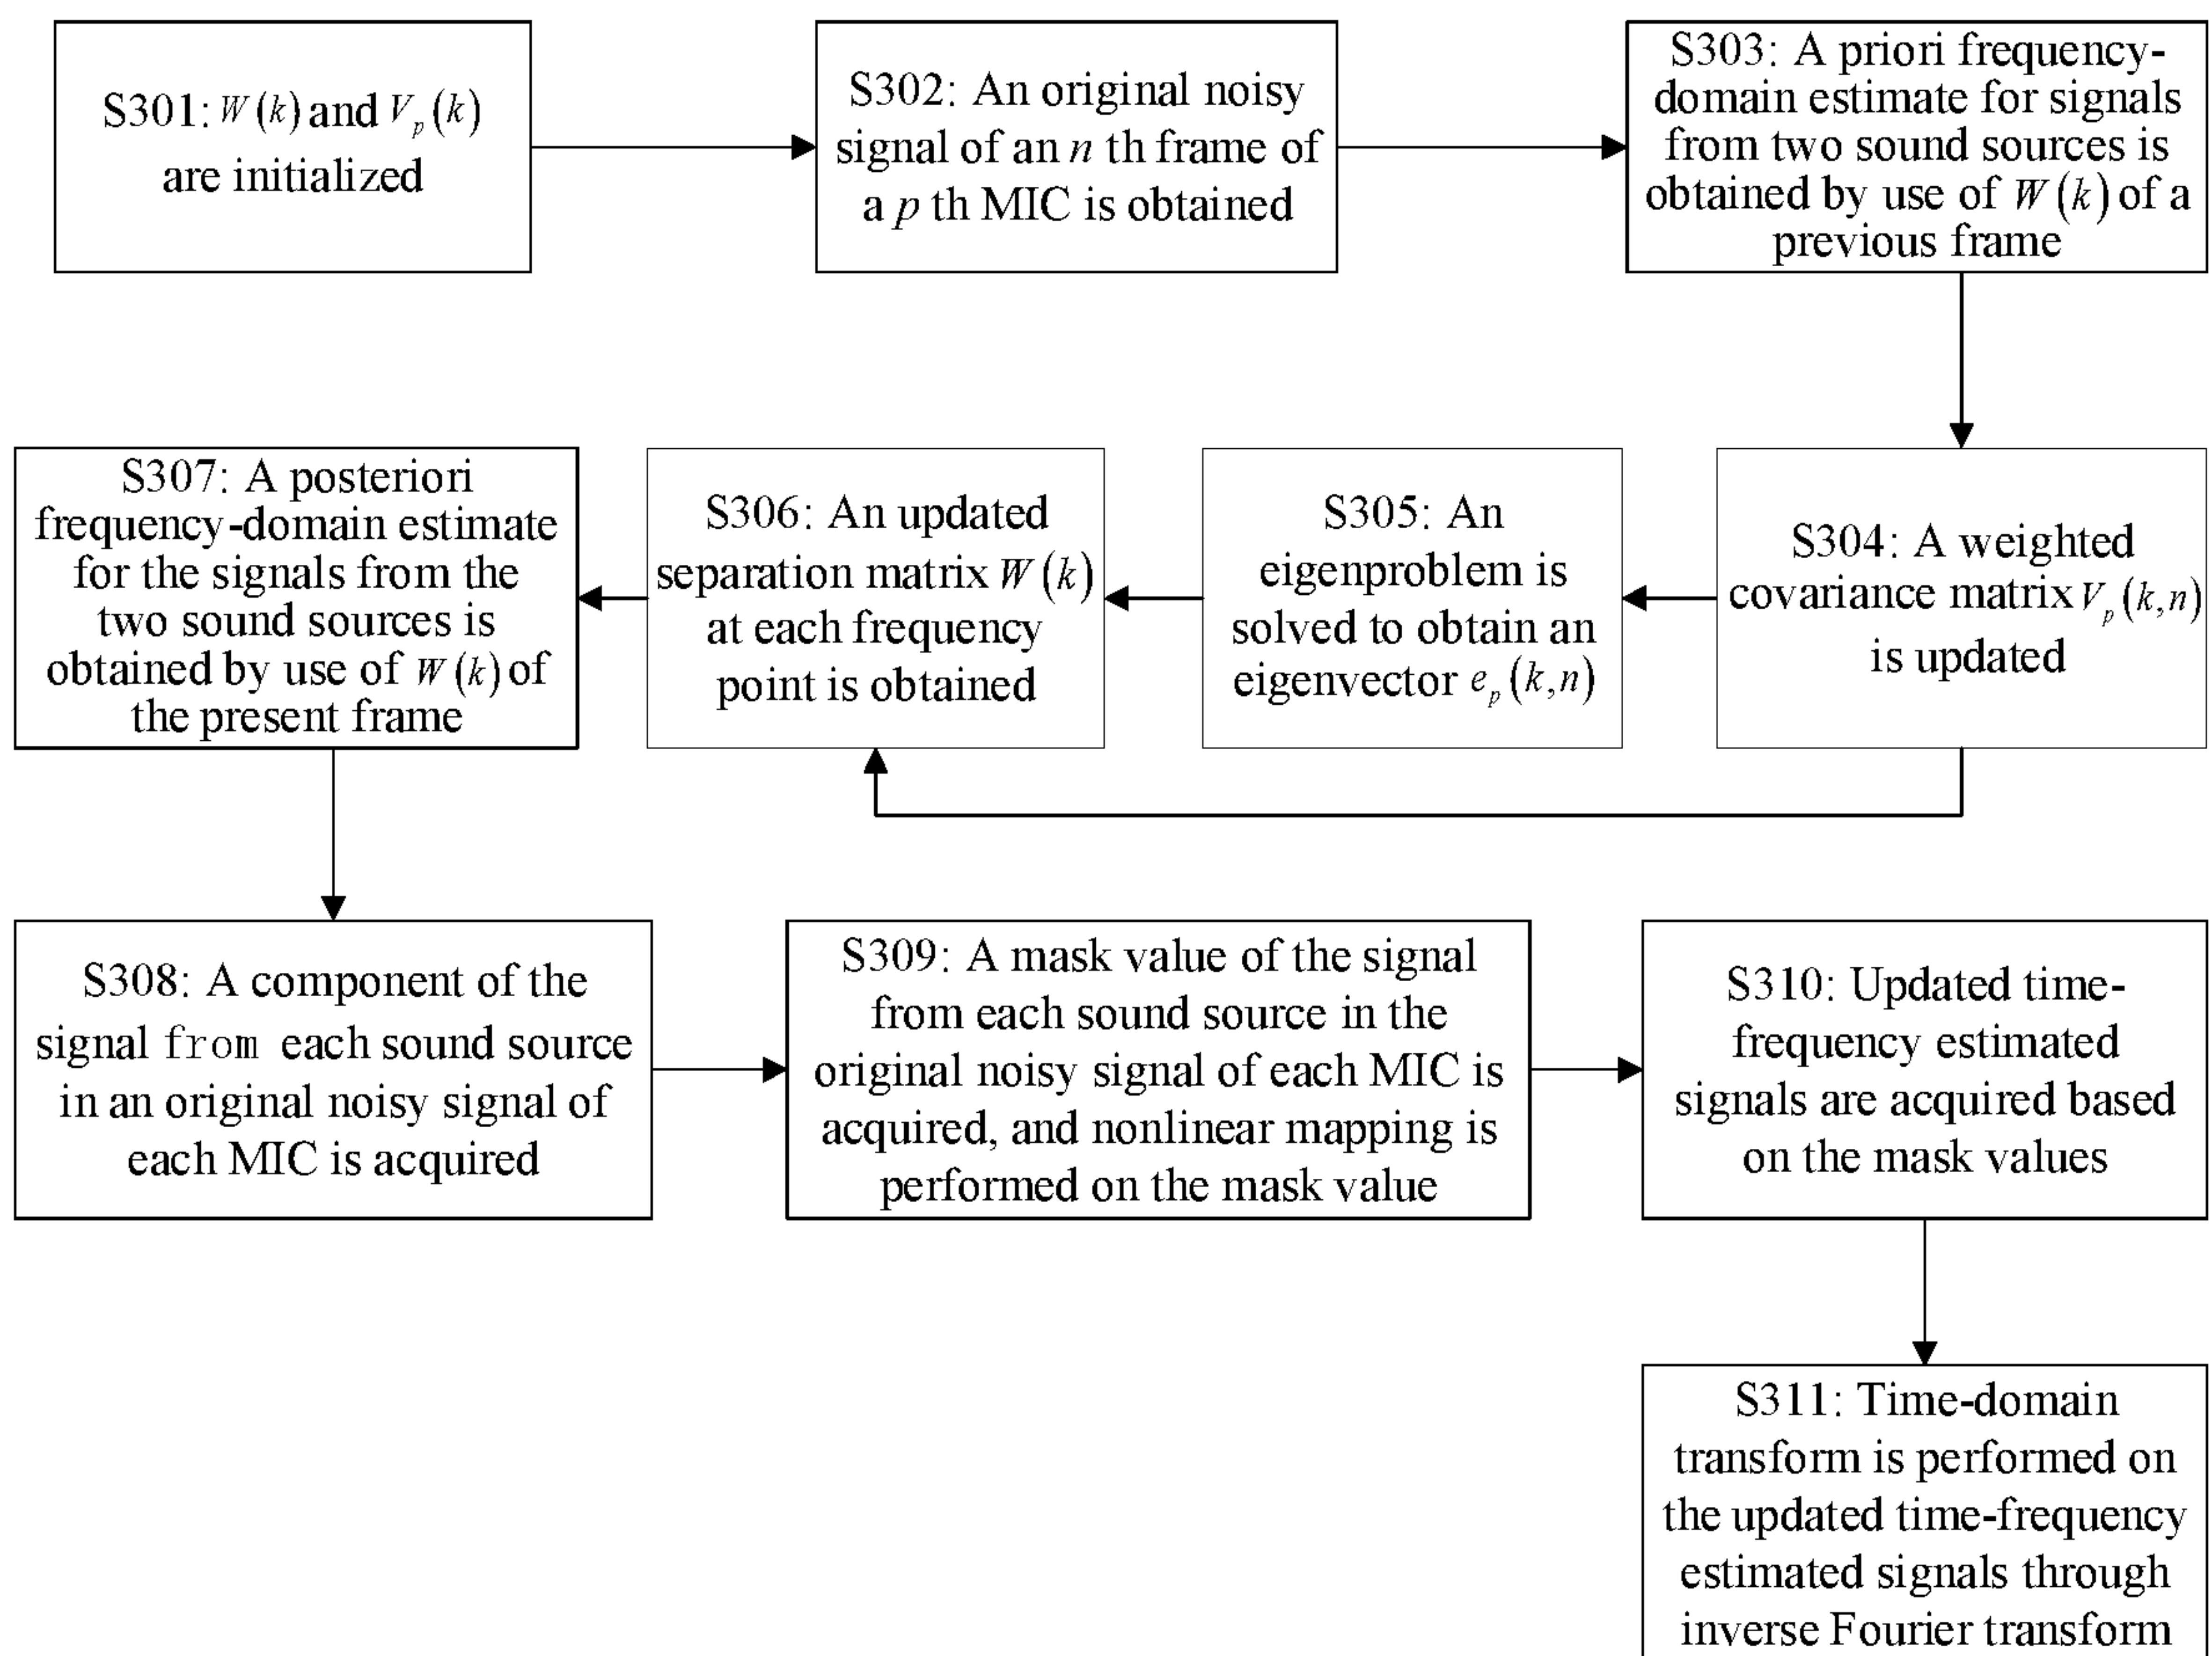 S301: W(k) and V_p(k)
are initialized
S302: An original noisy
signal of an n th frame of
a p th MIC is obtained
S303: A priori frequency-
domain estimate for signals
from two sound sources is
obtained by use of W(k) of a
previous frame
S304: A weighted
covariance matrix V_p(k,n)
is updated
S305: An
eigenproblem is
solved to obtain an
eigenvector e_p(k,n)
S306: An updated
separation matrix W(k)
at each frequency
point is obtained
S307: A posteriori
frequency-domain estimate
for the signals from the
two sound sources is
obtained by use of W(k) of
the present frame
S308: A component of the
signal from each sound source
in an original noisy signal of
each MIC is acquired
S309: A mask value of the signal
from each sound source in the
original noisy signal of each MIC is
acquired, and nonlinear mapping is
performed on the mask value
S310: Updated time-
frequency estimated
signals are acquired based
on the mask values
S311: Time-domain
transform is performed on
the updated time-frequency
estimated signals through
inverse Fourier transform